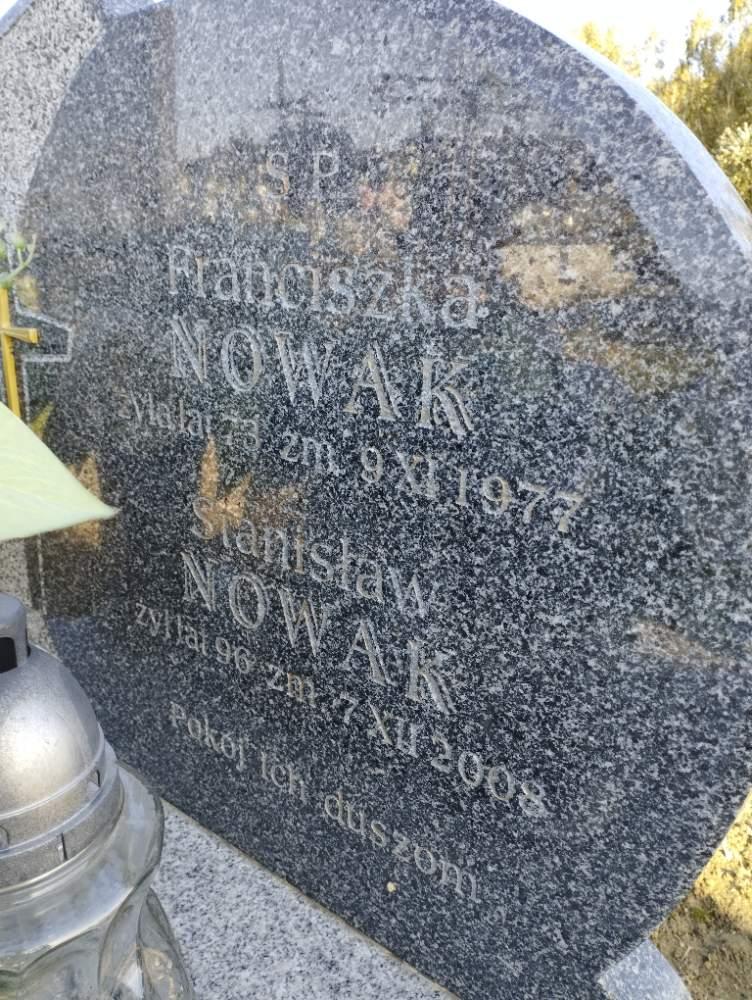 Ś P
Franciszka
NOWAK
żyła lat 73 zm. 9 XI 1977
Stanisław
NOWAK
żył lat 96 zm. 7 XII 2008
Pokój ich duszom